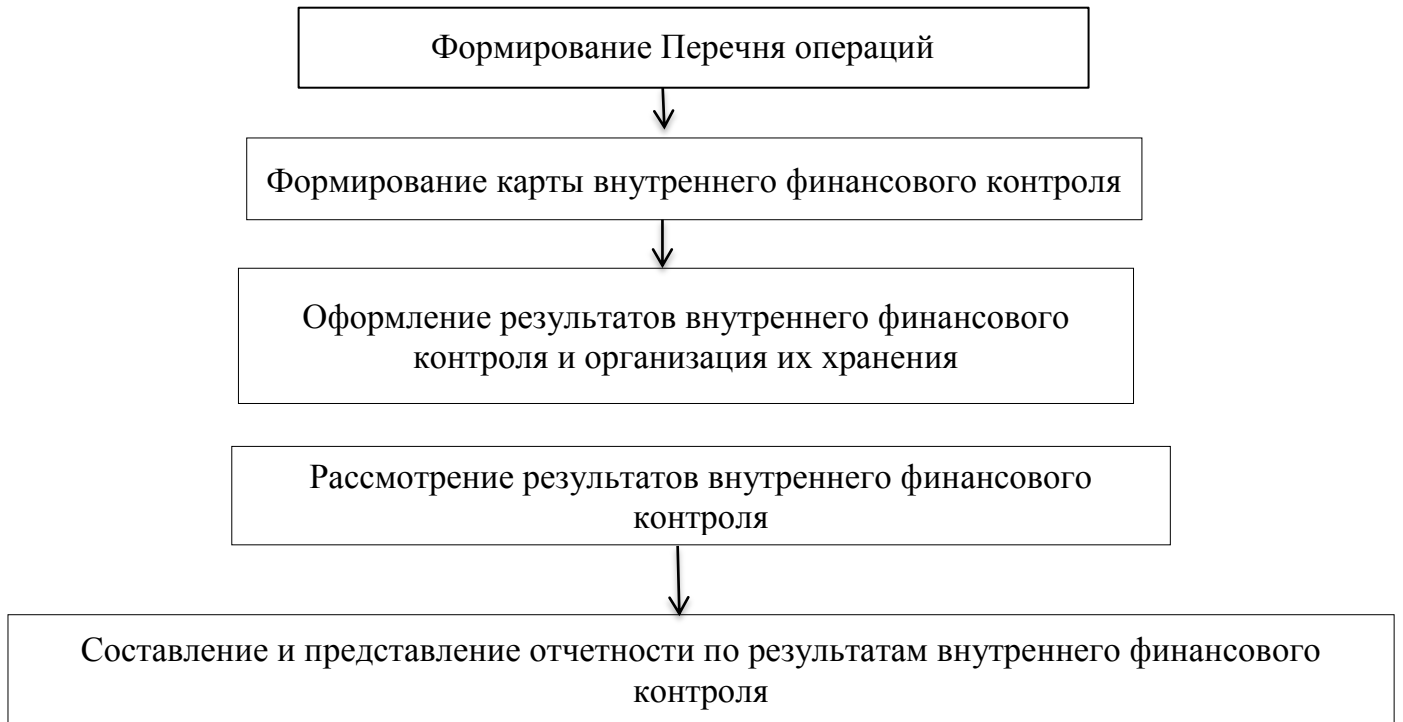 Формирование Перечня операций
Формирование карты внутреннего финансового контроля
Оформление результатов внутреннего финансового
контроля и организация их хранения
Рассмотрение результатов внутреннего финансового
контроля
Составление и представление отчетности по результатам внутреннего финансового
контроля